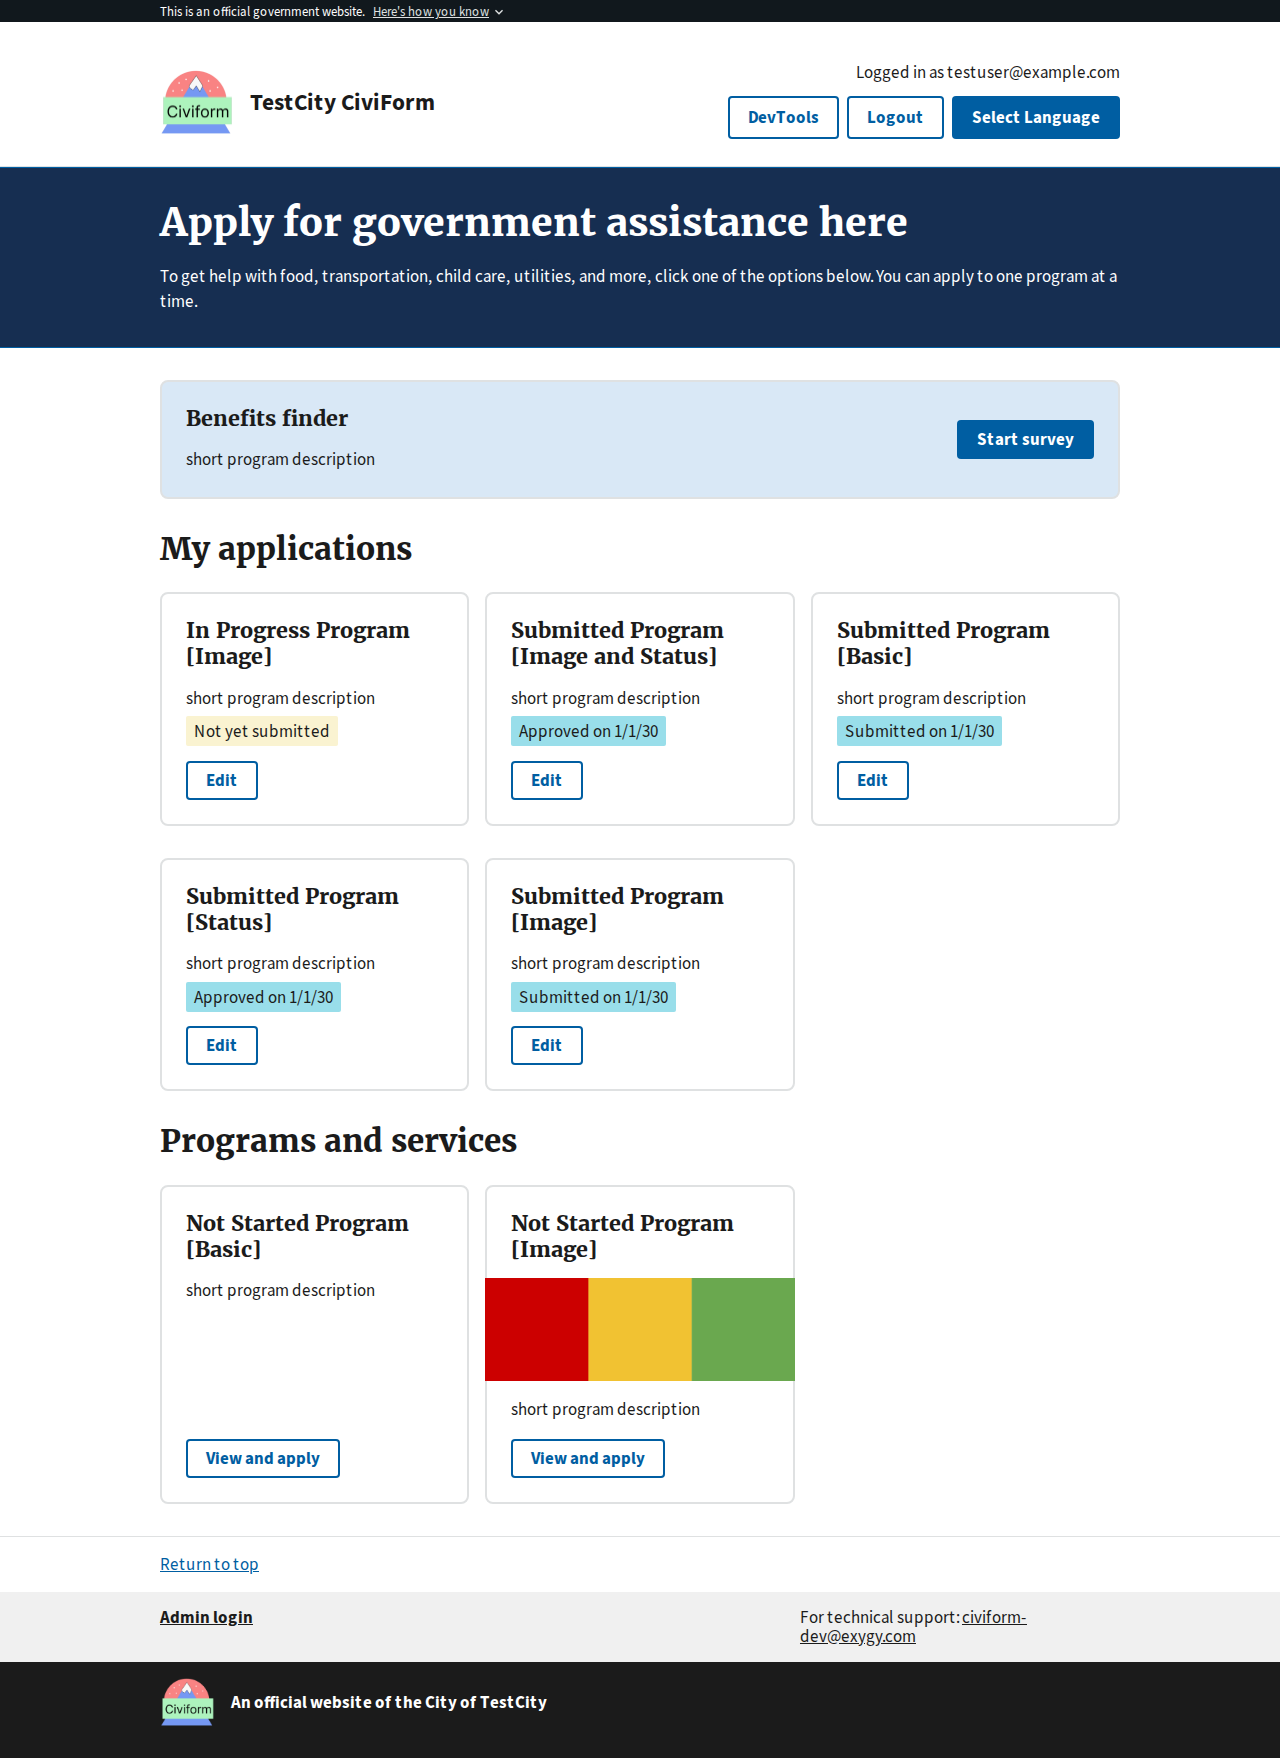 This is an official government website. Here's how you know
Civiform
TestCity CiviForm
Logged in as testuser@example.com
DevTools
Logout
Select Language
Apply for government assistance here
To get help with food, transportation, child care, utilities, and more, click one of the options below. You can apply to one program at a
time.
Benefits finder
short program description
Start survey
My applications
In Progress Program
[Image]
short program description
Not yet submitted
Edit
Submitted Program
[Image and Status]
short program description
Approved on 1/1/30
Edit
Submitted Program
[Basic]
short program description
Submitted on 1/1/30
Edit
Submitted Program
[Status]
short program description
Approved on 1/1/30
Edit
Submitted Program
[Image]
short program description
Submitted on 1/1/30
Edit
Programs and services
Not Started Program
[Basic]
short program description
View and apply
Not Started Program
[Image]
short program description
View and apply
Return to top
Admin login
For technical support: civiform-
dev@exygy.com
Civiform
An official website of the City of TestCity